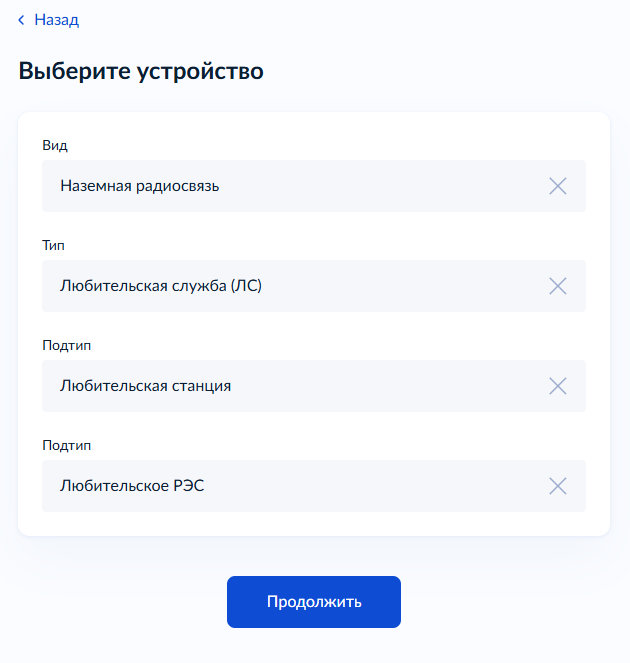 Назад
Выберите устройство
Вид
Наземная радиосвязь
Тип
Любительская служба (ЛС)
Подтип
Любительская станция
Подтип
Любительское РЭС
Продолжить